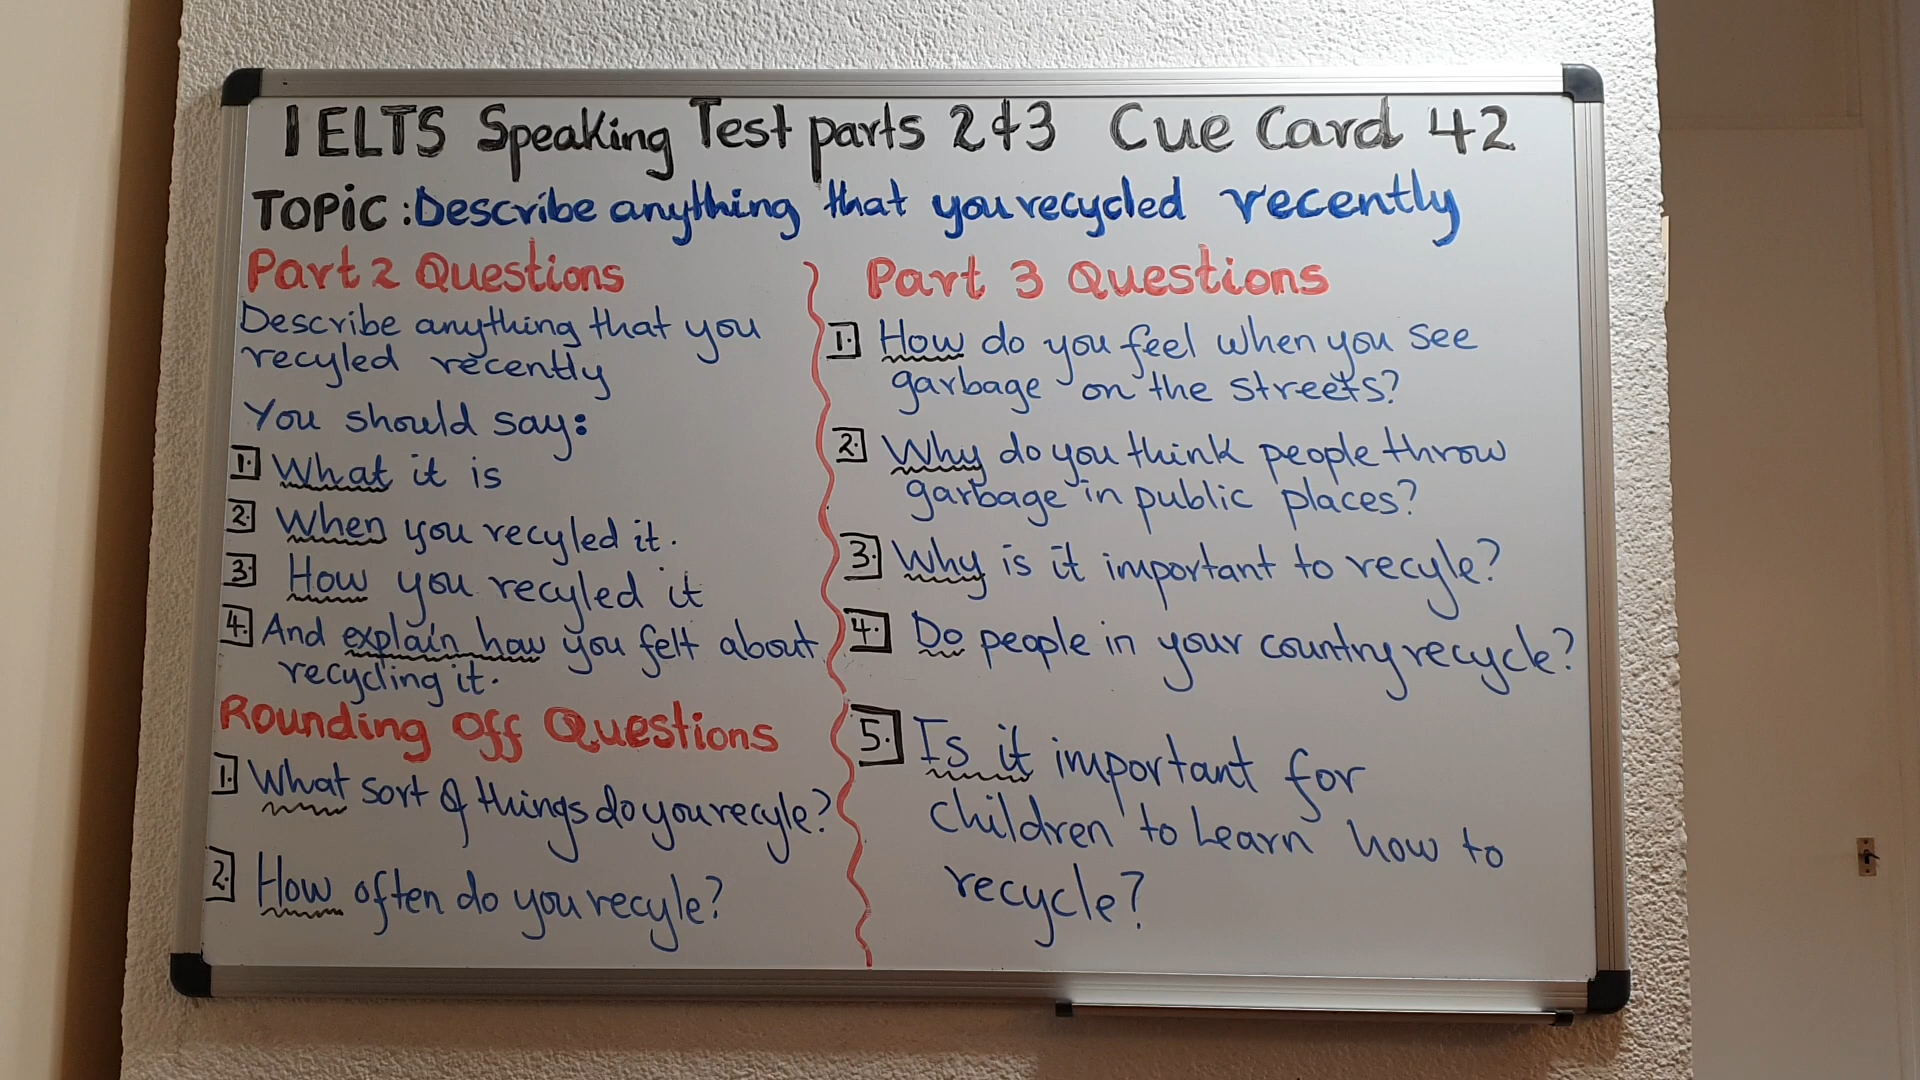 IELTS Speaking Test parts 2&3 Cue Card 42
TOPIC: Describe anything that you recycled recently
Part 2 Questions
Describe anything that you
recyled recently
You should say:
1. What it is
2. When you recyled it.
3. How you recyled it
4. And explain how you felt about
recycling it.
Rounding Off Questions
1. What sort of things do you recyle?
2. How often do you recyle?
Part 3 Questions
1. How do you feel when you see
garbage on the streets?
2. Why do you think people throw
garbage in public places?
3. Why is it important to recyle?
4. Do people in your country recycle?
5. Is it important for
children to learn how to
recycle?